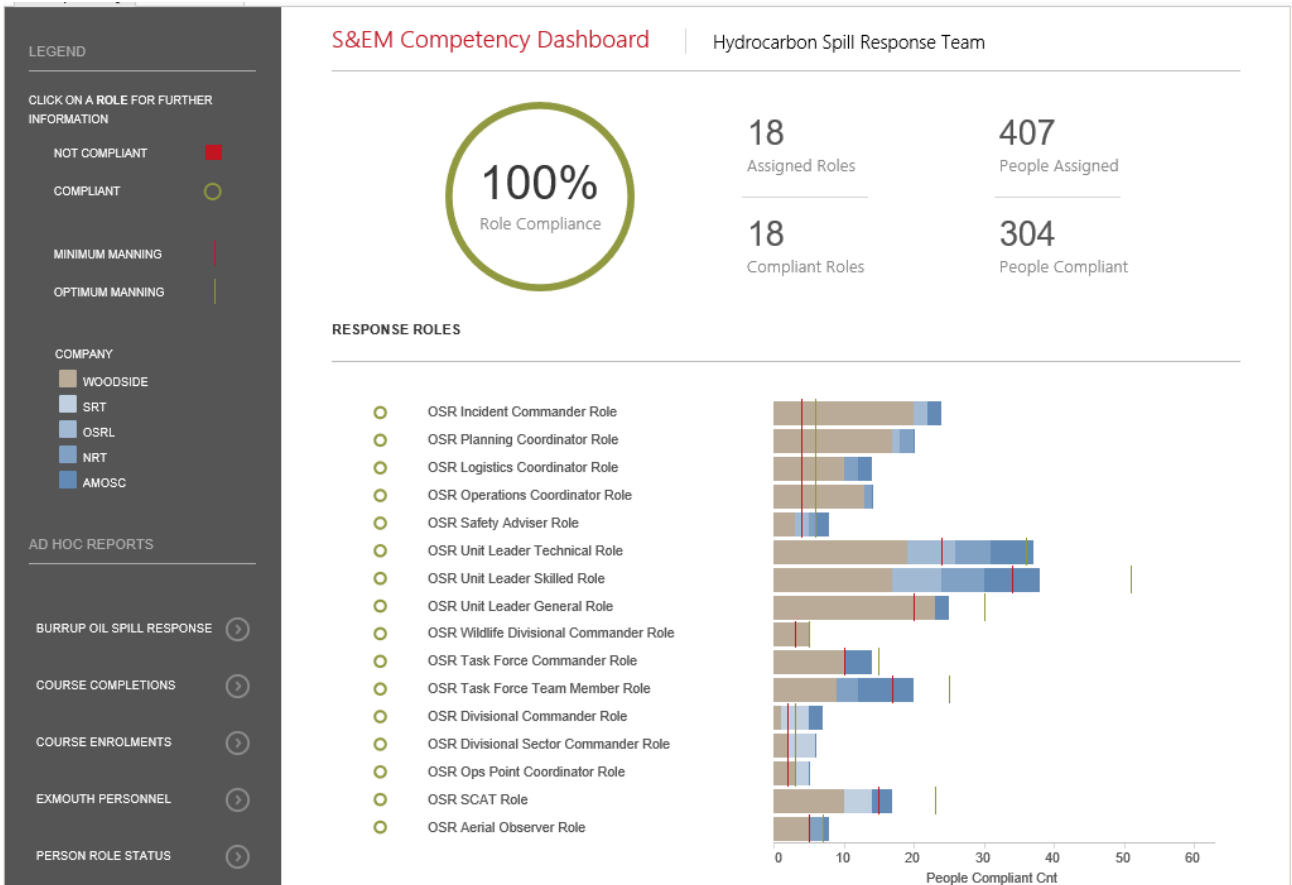 LEGEND
CLICK ON A ROLE FOR FURTHER
INFORMATION
NOT COMPLIANT
COMPLIANT
MINIMUM MANNING
OPTIMUM MANNING
COMPANY
WOODSIDE
SRT
OSRL
NRT
AMOSC
AD HOC REPORTS
BURRUP OIL SPILL RESPONSE
COURSE COMPLETIONS
COURSE ENROLMENTS
EXMOUTH PERSONNEL
PERSON ROLE STATUS
S&EM Competency Dashboard
Hydrocarbon Spill Response Team
100%
Role Compliance
18
Assigned Roles
407
People Assigned
18
Compliant Roles
304
People Compliant
RESPONSE ROLES
OSR Incident Commander Role
OSR Planning Coordinator Role
OSR Logistics Coordinator Role
OSR Operations Coordinator Role
OSR Safety Adviser Role
OSR Unit Leader Technical Role
OSR Unit Leader Skilled Role
OSR Unit Leader General Role
OSR Wildlife Divisional Commander Role
OSR Task Force Commander Role
OSR Task Force Team Member Role
OSR Divisional Commander Role
OSR Divisional Sector Commander Role
OSR Ops Point Coordinator Role
OSR SCAT Role
OSR Aerial Observer Role
0 10 20 30 40 50 60
People Compliant Cnt